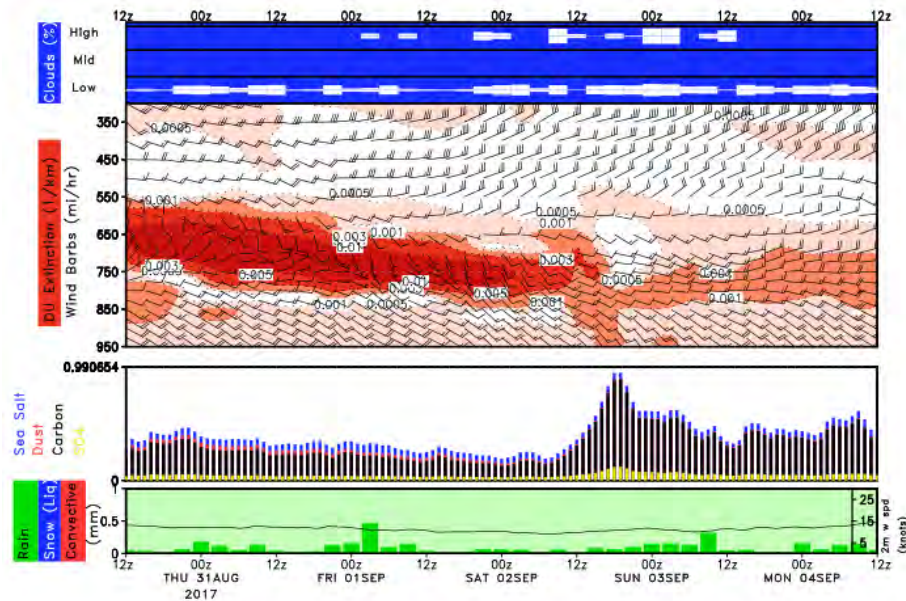 12z 00z 12z 00z 12z 00z 12z 00z 12z 00z 12z
Clouds (%)
High
Mid
Low
DU Extinction (1/km)
Wind Barbs (mi/hr)
350
450
550
650
750
850
950
0.0005
0.0005
0.0005
0.001
0.0005
0.0005
0.001
0.003
0.001
0.01
0.003
0.003
0.005
0.01
0.005
0.001
0.0005
0.001
0.0005
0.001
0.001
0.990654
0
Sea Salt
Dust
Carbon
SO4
Rain
Snow (Liq)
Convective
(mm)
1
0.5
0
25
15
5
2m w spd
(knots)
12z 00z 12z 00z 12z 00z 12z 00z 12z 00z 12z
THU 31AUG FRI 01SEP SAT 02SEP SUN 03SEP MON 04SEP
2017